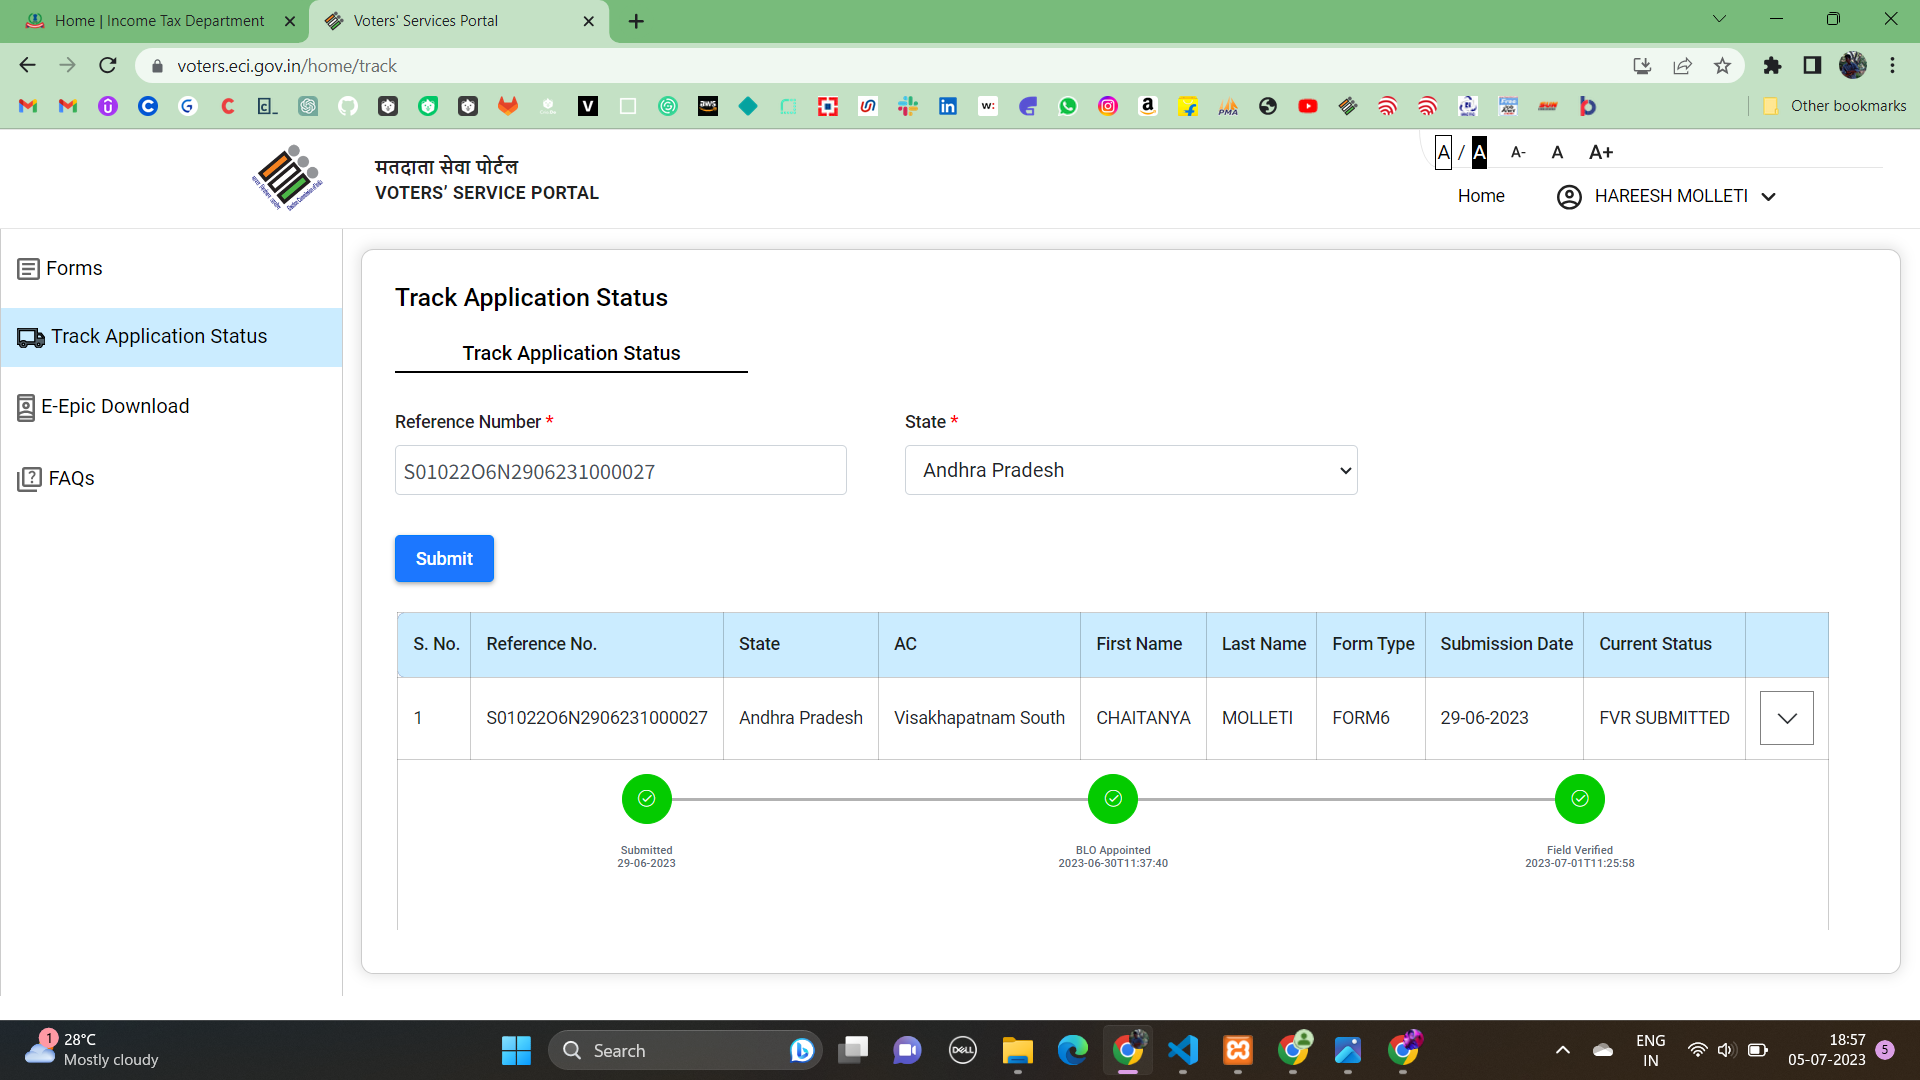 Home | Income Tax Department
Voters' Services Portal
voters.eci.gov.in/home/track
Other bookmarks
मतदाता सेवा पोर्टल
VOTERS’ SERVICE PORTAL
A / A A- A A+
Home
HAREESH MOLLETI
Forms
Track Application Status
E-Epic Download
FAQs
Track Application Status
Track Application Status
Reference Number *
State *
S01022O6N2906231000027
Andhra Pradesh
Submit
S. No. Reference No. State AC First Name Last Name Form Type Submission Date Current Status
1 S01022O6N2906231000027 Andhra Pradesh Visakhapatnam South CHAITANYA MOLLETI FORM6 29-06-2023 FVR SUBMITTED
Submitted
29-06-2023
BLO Appointed
2023-06-30T11:37:40
Field Verified
2023-07-01T11:25:58
1
28°C
Mostly cloudy
Search
DELL
ENG
IN
18:57
05-07-2023
5